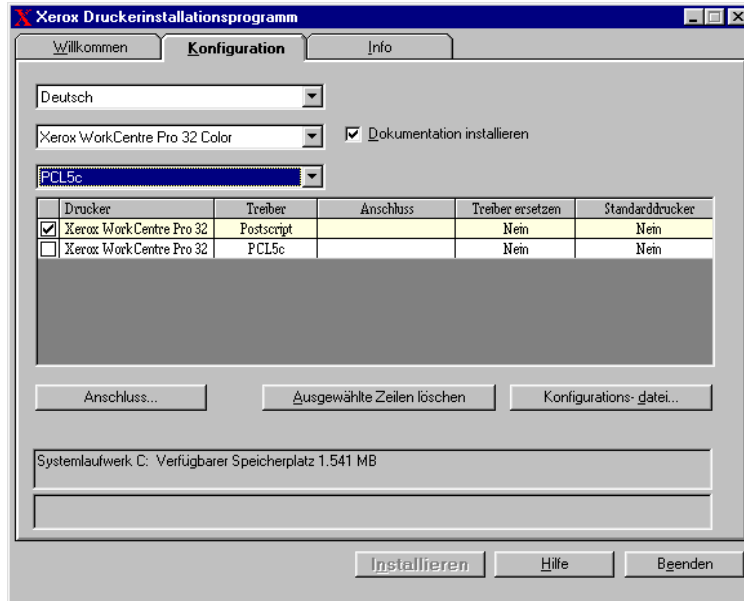 Xerox Druckerinstallationsprogramm
Willkommen Konfiguration Info
Deutsch
Xerox WorkCentre Pro 32 Color Dokumentation installieren
PCL5c
Drucker Treiber Anschluss Treiber ersetzen Standarddrucker
Xerox WorkCentre Pro 32 Postscript Nein Nein
Xerox WorkCentre Pro 32 PCL5c Nein Nein
Anschluss... Ausgewählte Zeilen löschen Konfigurations- datei...
Systemlaufwerk C: Verfügbarer Speicherplatz 1.541 MB
Installieren Hilfe Beenden